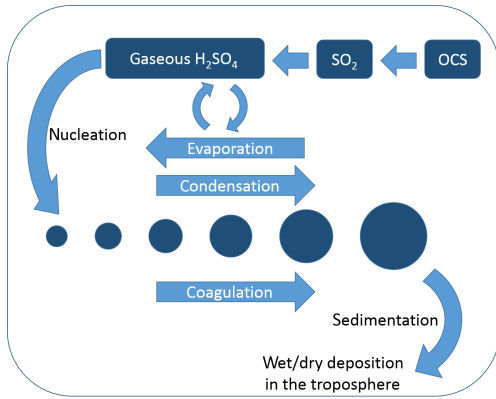 Gaseous H₂SO₄
SO₂
OCS
Nucleation
Evaporation
Condensation
Coagulation
Sedimentation
Wet/dry deposition
in the troposphere